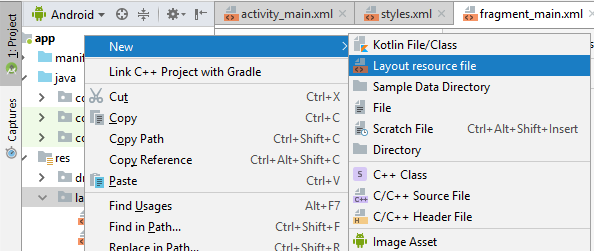 Android
activity_main.xml
styles.xml
fragment_main.xml
1: Project
Captures
app
manif
java
co
co
co
res
dr
la
New
Link C++ Project with Gradle
Cut Ctrl+X
Copy Ctrl+C
Copy Path Ctrl+Shift+C
Copy Reference Ctrl+Alt+Shift+C
Paste Ctrl+V
Find Usages Alt+F7
Find in Path... Ctrl+Shift+F
Replace in Path... Ctrl+Shift+R
Kotlin File/Class
Layout resource file
Sample Data Directory
File
Scratch File Ctrl+Alt+Shift+Insert
Directory
S C++ Class
C++ C/C++ Source File
H C/C++ Header File
Image Asset